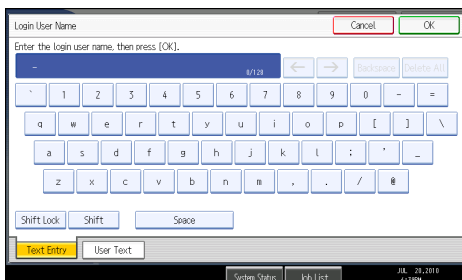 Login User Name
Cancel
OK
Enter the login user name, then press [OK].
_
0/128
← → Backspace Delete All
` 1 2 3 4 5 6 7 8 9 0 - =
q w e r t y u i o p [ ] \
a s d f g h j k l ; ' _
z x c v b n m , . / @
Shift Lock Shift Space
Text Entry User Text
System Status Job List
JUL 28,2010